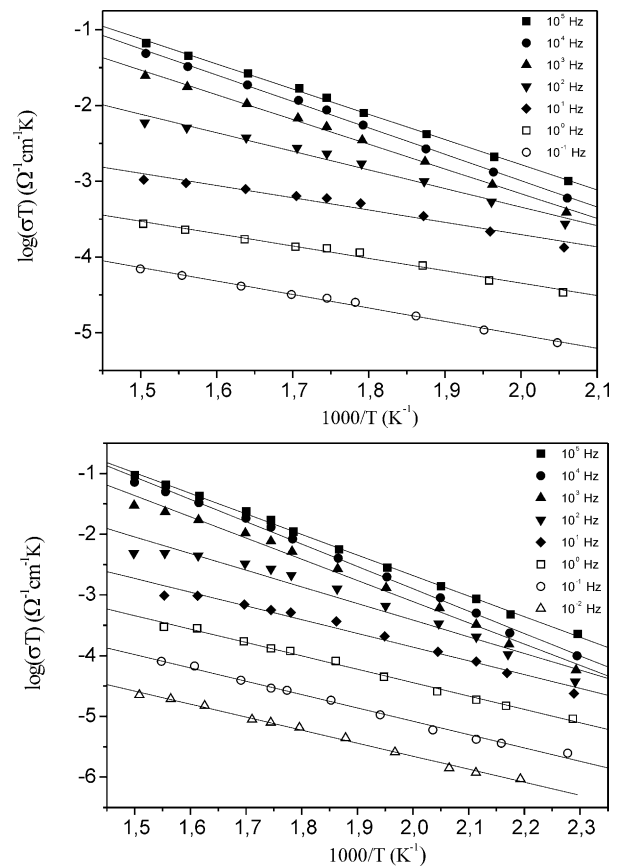 10⁵ Hz
10⁴ Hz
10³ Hz
10² Hz
10¹ Hz
10⁰ Hz
10⁻¹ Hz
log(σT) (Ω⁻¹cm⁻¹K)
-1
-2
-3
-4
-5
1,5 1,6 1,7 1,8 1,9 2,0 2,1
1000/T (K⁻¹)
10⁵ Hz
10⁴ Hz
10³ Hz
10² Hz
10¹ Hz
10⁰ Hz
10⁻¹ Hz
10⁻² Hz
log(σT) (Ω⁻¹cm⁻¹K)
-1
-2
-3
-4
-5
-6
1,5 1,6 1,7 1,8 1,9 2,0 2,1 2,2 2,3
1000/T (K⁻¹)